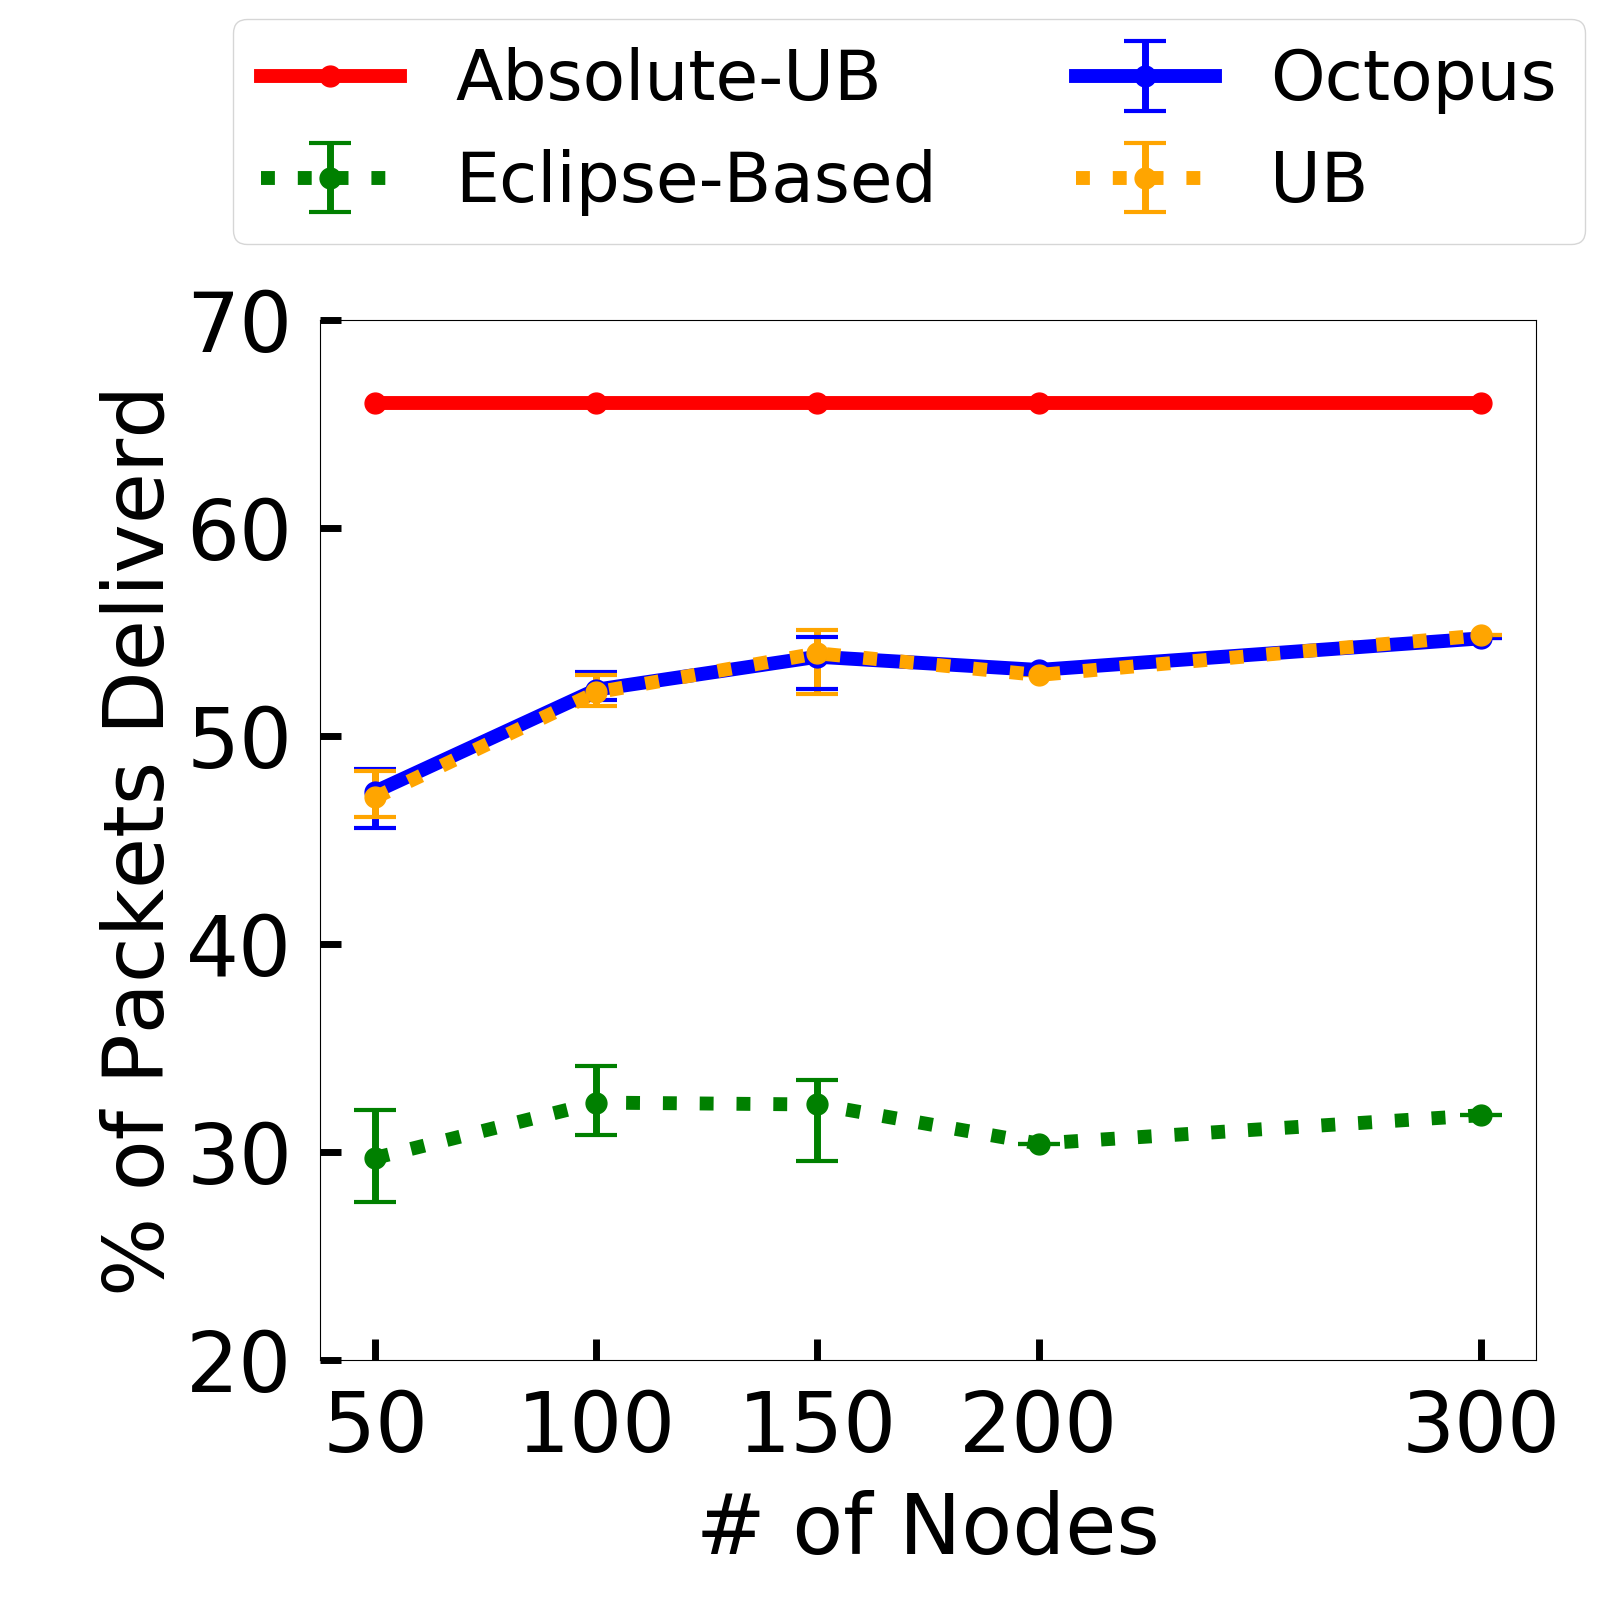 Absolute-UB
Octopus
Eclipse-Based
UB
70
60
50
40
30
20
% of Packets Deliverd
50 100 150 200 300
# of Nodes